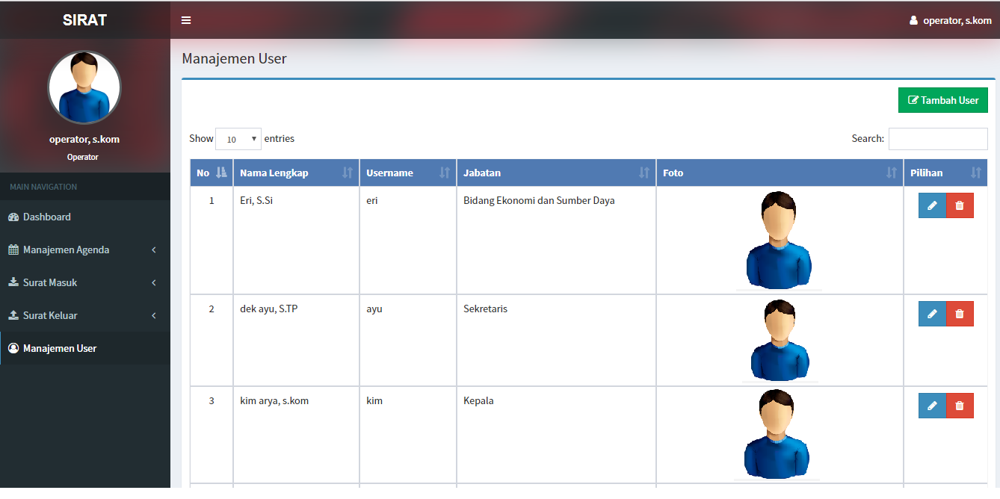 SIRAT
operator, s.kom
operator, s.kom
Operator
MAIN NAVIGATION
Dashboard
Manajemen Agenda
Surat Masuk
Surat Keluar
Manajemen User
Manajemen User
Tambah User
Show 10 entries
Search:
No Nama Lengkap Username Jabatan Foto Pilihan
1 Eri, S.Si eri Bidang Ekonomi dan Sumber Daya
2 dek ayu, S.TP ayu Sekretaris
3 kim arya, s.kom kim Kepala